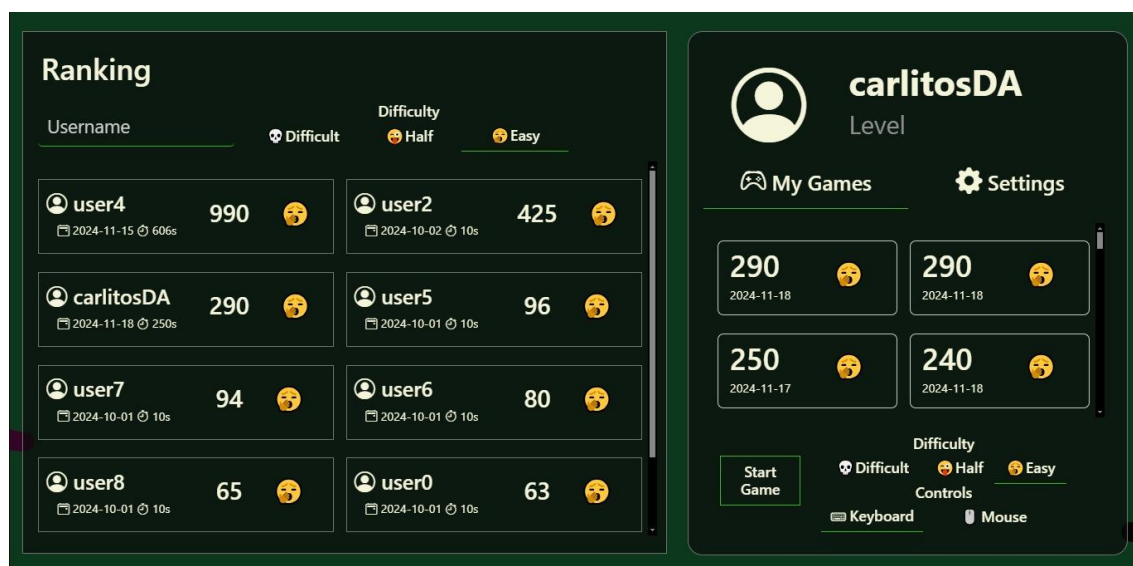 Ranking
Username
Difficulty
Difficult Half Easy
user4 990
2024-11-15 606s
user2 425
2024-10-02 10s
carlitosDA 290
2024-11-18 250s
user5 96
2024-10-01 10s
user7 94
2024-10-01 10s
user6 80
2024-10-01 10s
user8 65
2024-10-01 10s
user0 63
2024-10-01 10s
carlitosDA
Level
My Games Settings
290
2024-11-18
290
2024-11-18
250
2024-11-17
240
2024-11-18
Start
Game
Difficulty
Difficult Half Easy
Controls
Keyboard Mouse